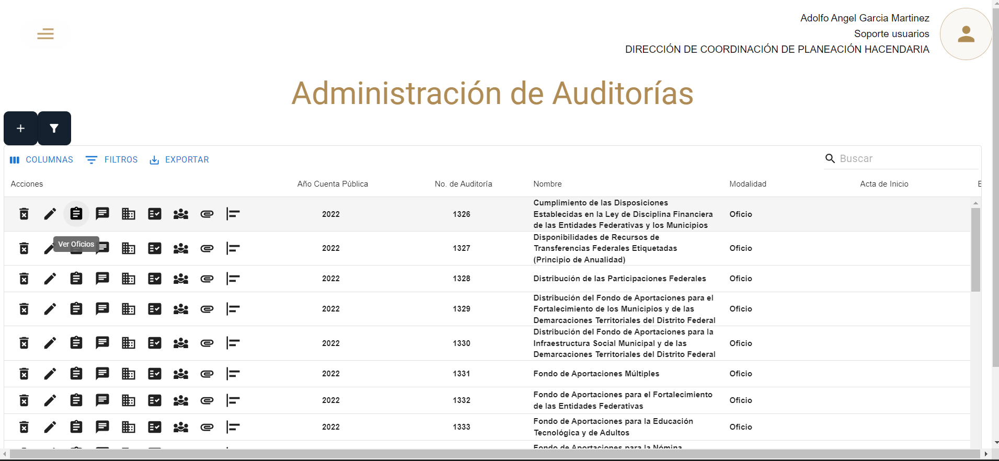 Adolfo Angel Garcia Martinez
Soporte usuarios
DIRECCIÓN DE COORDINACIÓN DE PLANEACIÓN HACENDARIA
Administración de Auditorías
COLUMNAS FILTROS EXPORTAR Buscar
Acciones Año Cuenta Pública No. de Auditoría Nombre Modalidad Acta de Inicio
Cumplimiento de las Disposiciones
2022 1326 Establecidas en la Ley de Disciplina Financiera Oficio
de las Entidades Federativas y los Municipios
Ver Oficios
Disponibilidades de Recursos de
2022 1327 Transferencias Federales Etiquetadas Oficio
(Principio de Anualidad)
2022 1328 Distribución de las Participaciones Federales Oficio
Distribución del Fondo de Aportaciones para el
2022 1329 Fortalecimiento de los Municipios y de las Oficio
Demarcaciones Territoriales del Distrito Federal
Distribución del Fondo de Aportaciones para la
2022 1330 Infraestructura Social Municipal y de las Oficio
Demarcaciones Territoriales del Distrito Federal
2022 1331 Fondo de Aportaciones Múltiples Oficio
Fondo de Aportaciones para el Fortalecimiento
2022 1332 Oficio
de las Entidades Federativas
Fondo de Aportaciones para la Educación
2022 1333 Oficio
Tecnológica y de Adultos
Fondo de Aportaciones para la Nómina